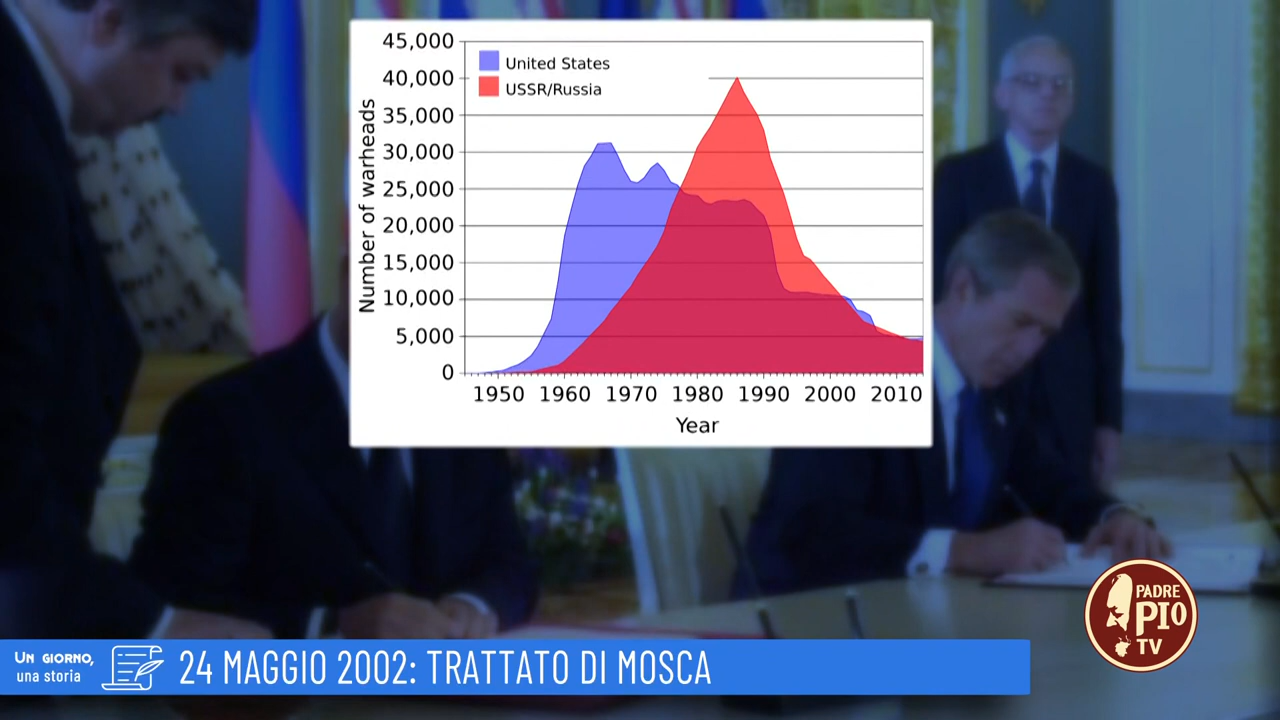 45,000
40,000
35,000
30,000
25,000
20,000
15,000
10,000
5,000
0
Number of warheads
United States
USSR/Russia
1950 1960 1970 1980 1990 2000 2010
Year
UN GIORNO,
una storia
24 MAGGIO 2002: TRATTATO DI MOSCA
PADRE
PIO
TV